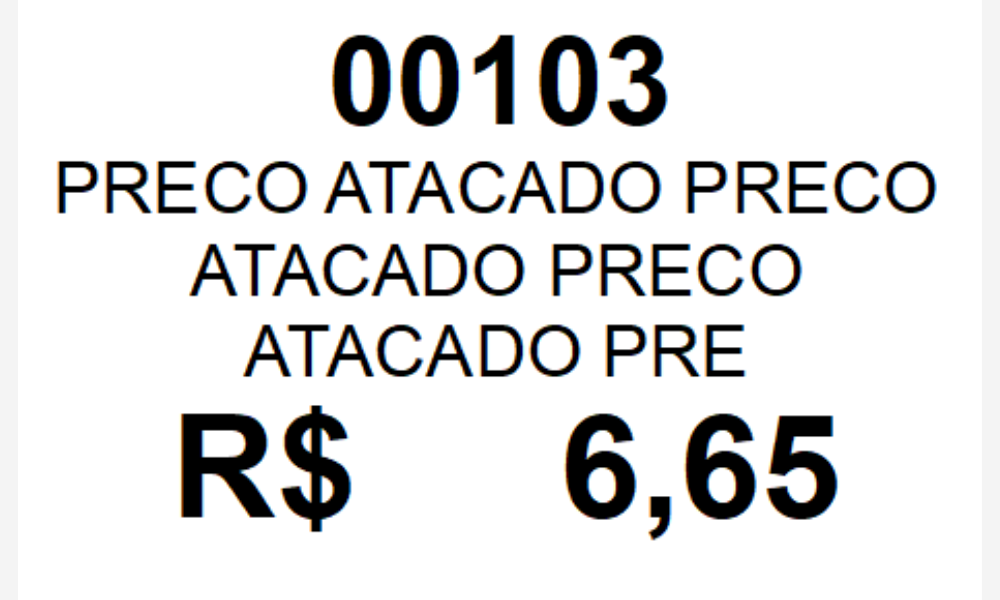 00103
PRECO ATACADO PRECO
ATACADO PRECO
ATACADO PRE
R$ 6,65